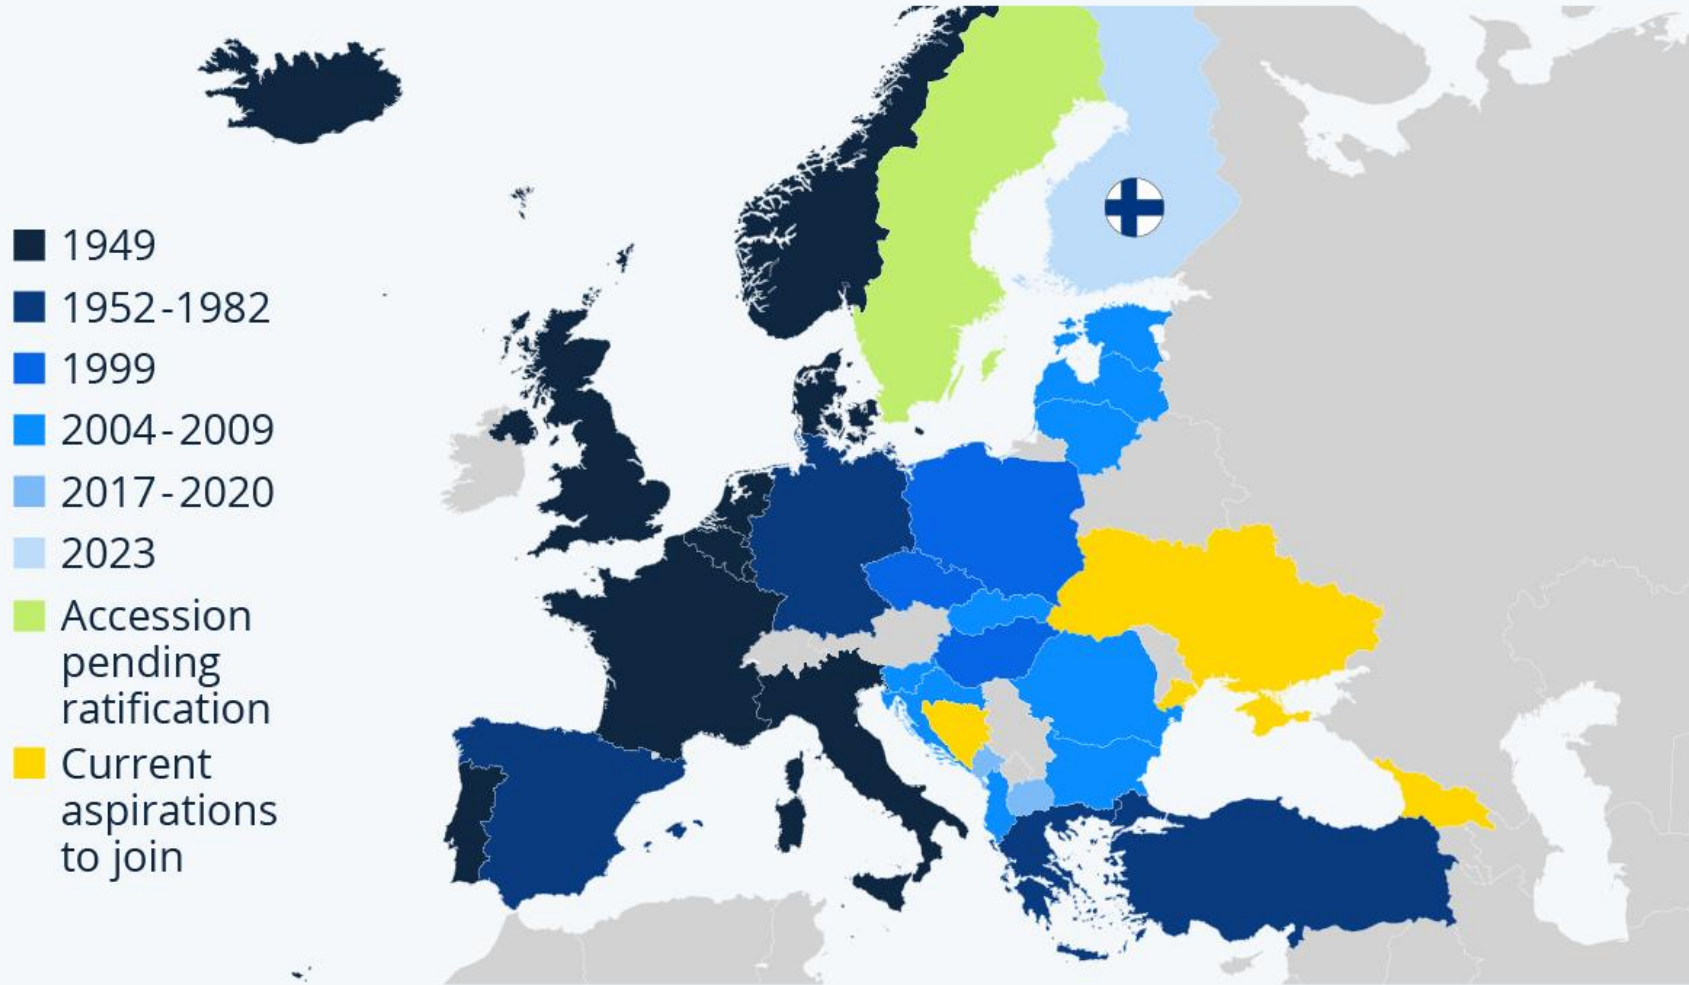 1949
1952-1982
1999
2004-2009
2017-2020
2023
Accession
pending
ratification
Current
aspirations
to join